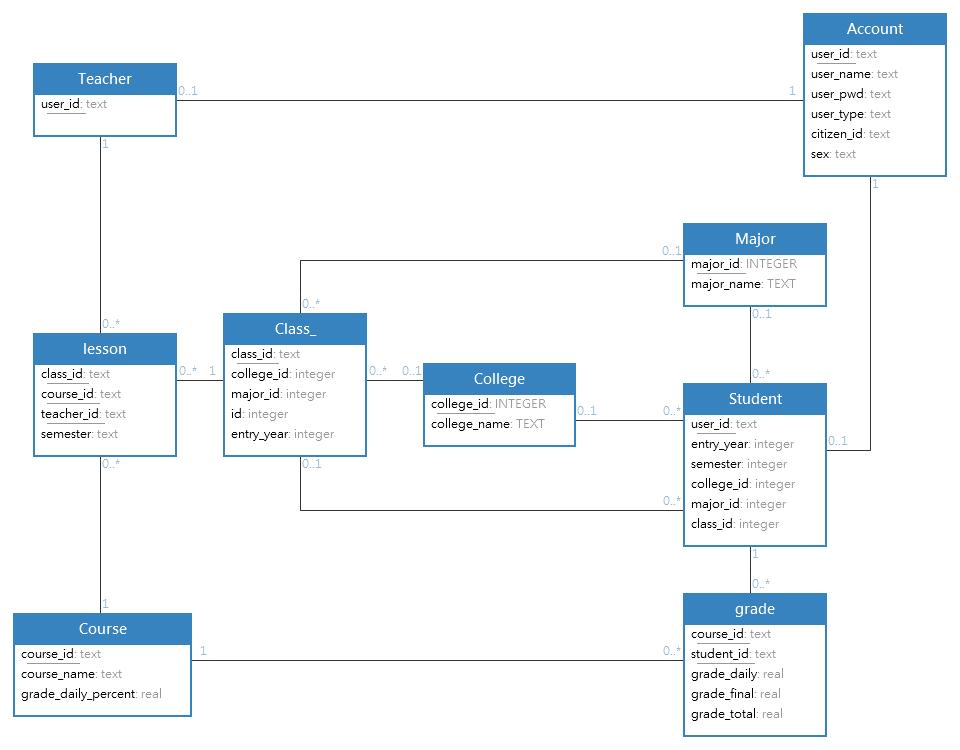 Account
user_id: text
user_name: text
user_pwd: text
user_type: text
citizen_id: text
sex: text
Teacher
user_id: text
0..1
1
1
1
Major
major_id: INTEGER
major_name: TEXT
0..1
0..1
0..*
0..*
lesson
class_id: text
course_id: text
teacher_id: text
semester: text
0..*
1
Class_
class_id: text
college_id: integer
major_id: integer
id: integer
entry_year: integer
0..*
0..1
College
college_id: INTEGER
college_name: TEXT
0..1
0..*
0..*
Student
user_id: text
entry_year: integer
semester: integer
college_id: integer
major_id: integer
class_id: integer
0..1
0..*
0..1
0..*
1
0..*
1
Course
course_id: text
course_name: text
grade_daily_percent: real
1
0..*
grade
course_id: text
student_id: text
grade_daily: real
grade_final: real
grade_total: real